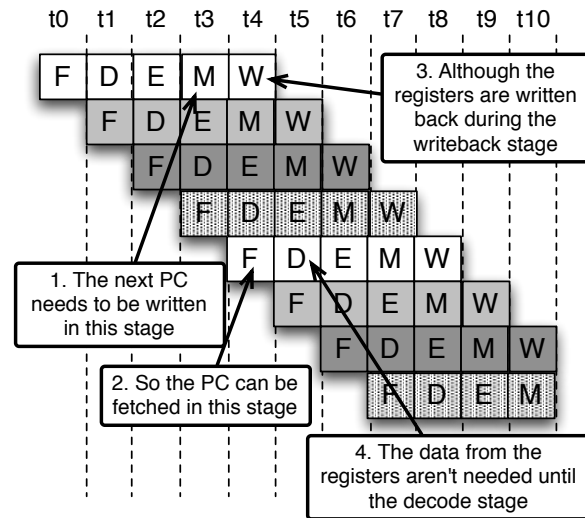 t0 t1 t2 t3 t4 t5 t6 t7 t8 t9 t10
F D E M W
3. Although the
registers are written
back during the
writeback stage
F D E M W
F D E M W
F D E M W
F D E M W
1. The next PC
needs to be written
in this stage
F D E M W
F D E M W
2. So the PC can be
fetched in this stage
F D E M
4. The data from the
registers aren't needed until
the decode stage